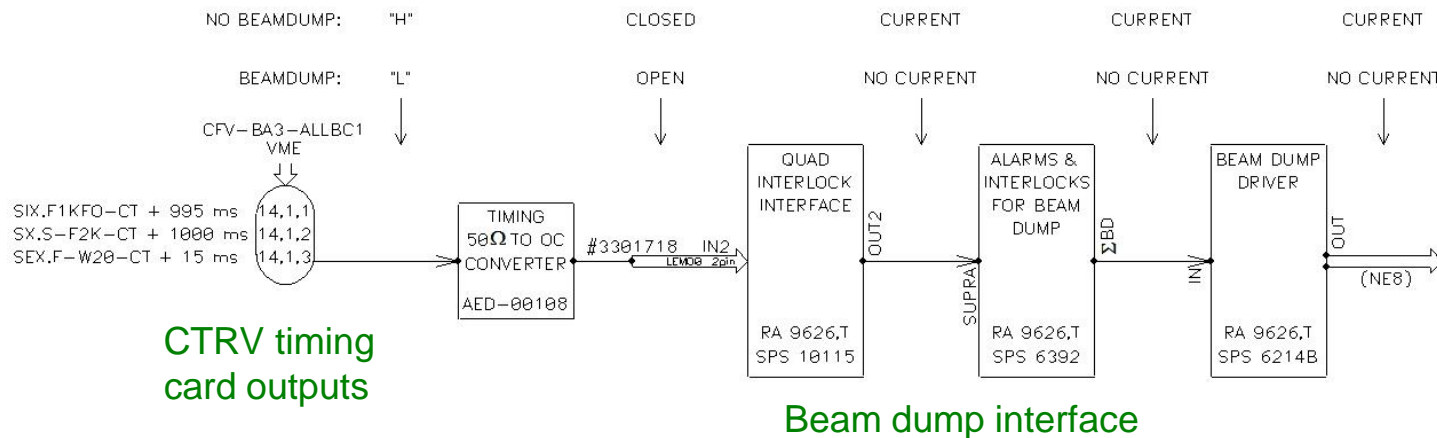 NO BEAMDUMP: "H" CLOSED CURRENT CURRENT CURRENT
BEAMDUMP: "L" OPEN NO CURRENT NO CURRENT NO CURRENT
CFV-BA3-ALLBC1
VME
SIX.F1KFO-CT + 995 ms 14,1,1
SX.S-F2K-CT + 1000 ms 14,1,2
SEX.F-W20-CT + 15 ms 14,1,3
TIMING
50Ω TO OC
CONVERTER
AED-00108
#3301718 IN2
LEMO0 2pin
QUAD
INTERLOCK
INTERFACE
RA 9626,T
SPS 10115
OUT2
SUPRA
ALARMS &
INTERLOCKS
FOR BEAM
DUMP
RA 9626,T
SPS 6392
ΣBD
IN
BEAM DUMP
DRIVER
RA 9626,T
SPS 6214B
OUT
(NE8)
CTRV timing
card outputs
Beam dump interface